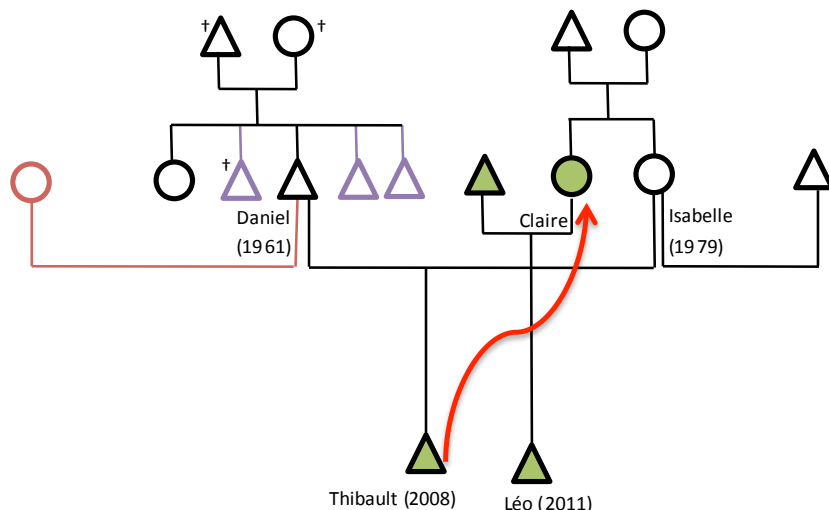 †
†
†
Daniel
(1961)
Claire
Isabelle
(1979)
Thibault (2008)
Léo (2011)